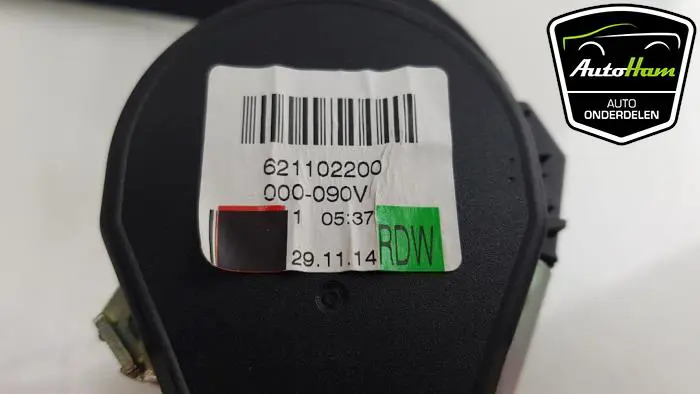 621102200
000-090V
1 05:37
29.11.14
RDW
AutoHam
AUTO
ONDERDELEN